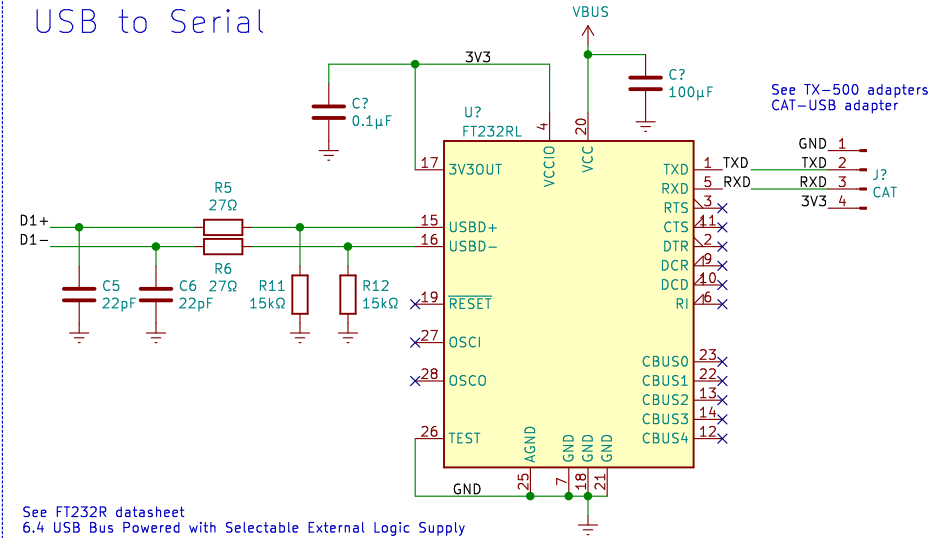 USB to Serial
VBUS
3V3
C?
0.1µF
C?
100µF
See TX-500 adapters
CAT-USB adapter
U?
FT232RL
4
VCCIO
20
VCC
17
3V3OUT
TXD
1
TXD
RXD
5
RXD
RTS
3
CTS
11
DTR
2
DCR
9
DCD
10
RI
6
GND
1
TXD
2
RXD
3
3V3
4
J?
CAT
R5
27Ω
D1+
D1-
15
USBD+
16
USBD-
R6
27Ω
C5
22pF
C6
22pF
R11
15kΩ
R12
15kΩ
19
RESET
27
OSCI
28
OSCO
26
TEST
CBUS0
23
CBUS1
22
CBUS2
13
CBUS3
14
CBUS4
12
AGND
25
GND
7
GND
18
GND
21
GND
See FT232R datasheet
6.4 USB Bus Powered with Selectable External Logic Supply